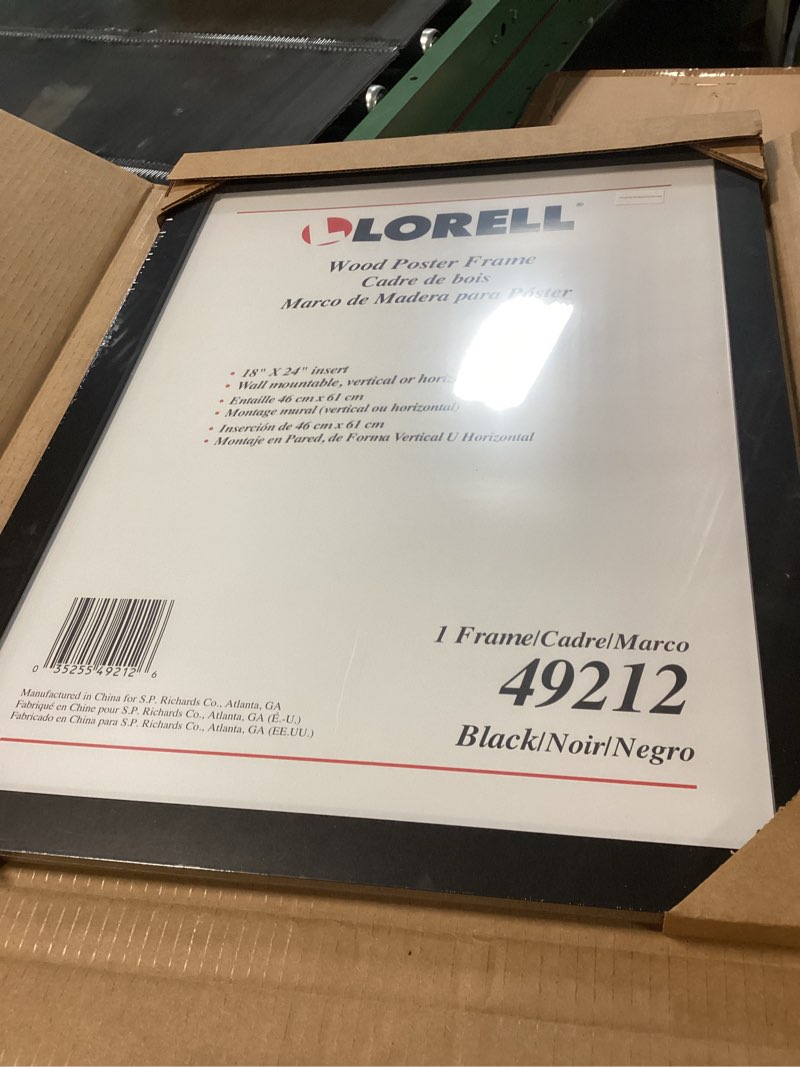 LORELL®
Wood Poster Frame
Cadre de bois
Marco de Madera para Póster
• 18" X 24" insert
• Wall mountable, vertical or
• Entaille 46 cm x 61 cm
• Montage mural (vertical ou horizontal)
• Inserción de 46 cm x 61 cm
• Montaje en Pared, de Forma Vertical U Horizontal
1 Frame/Cadre/Marco
49212
Black/Noir/Negro
0 35255 49212 6
Manufactured in China for S.P. Richards Co., Atlanta, GA
Fabriqué en Chine pour S.P. Richards Co., Atlanta, GA (É.-U.)
Fabricado en China para S.P. Richards Co., Atlanta, GA (EE.UU.)